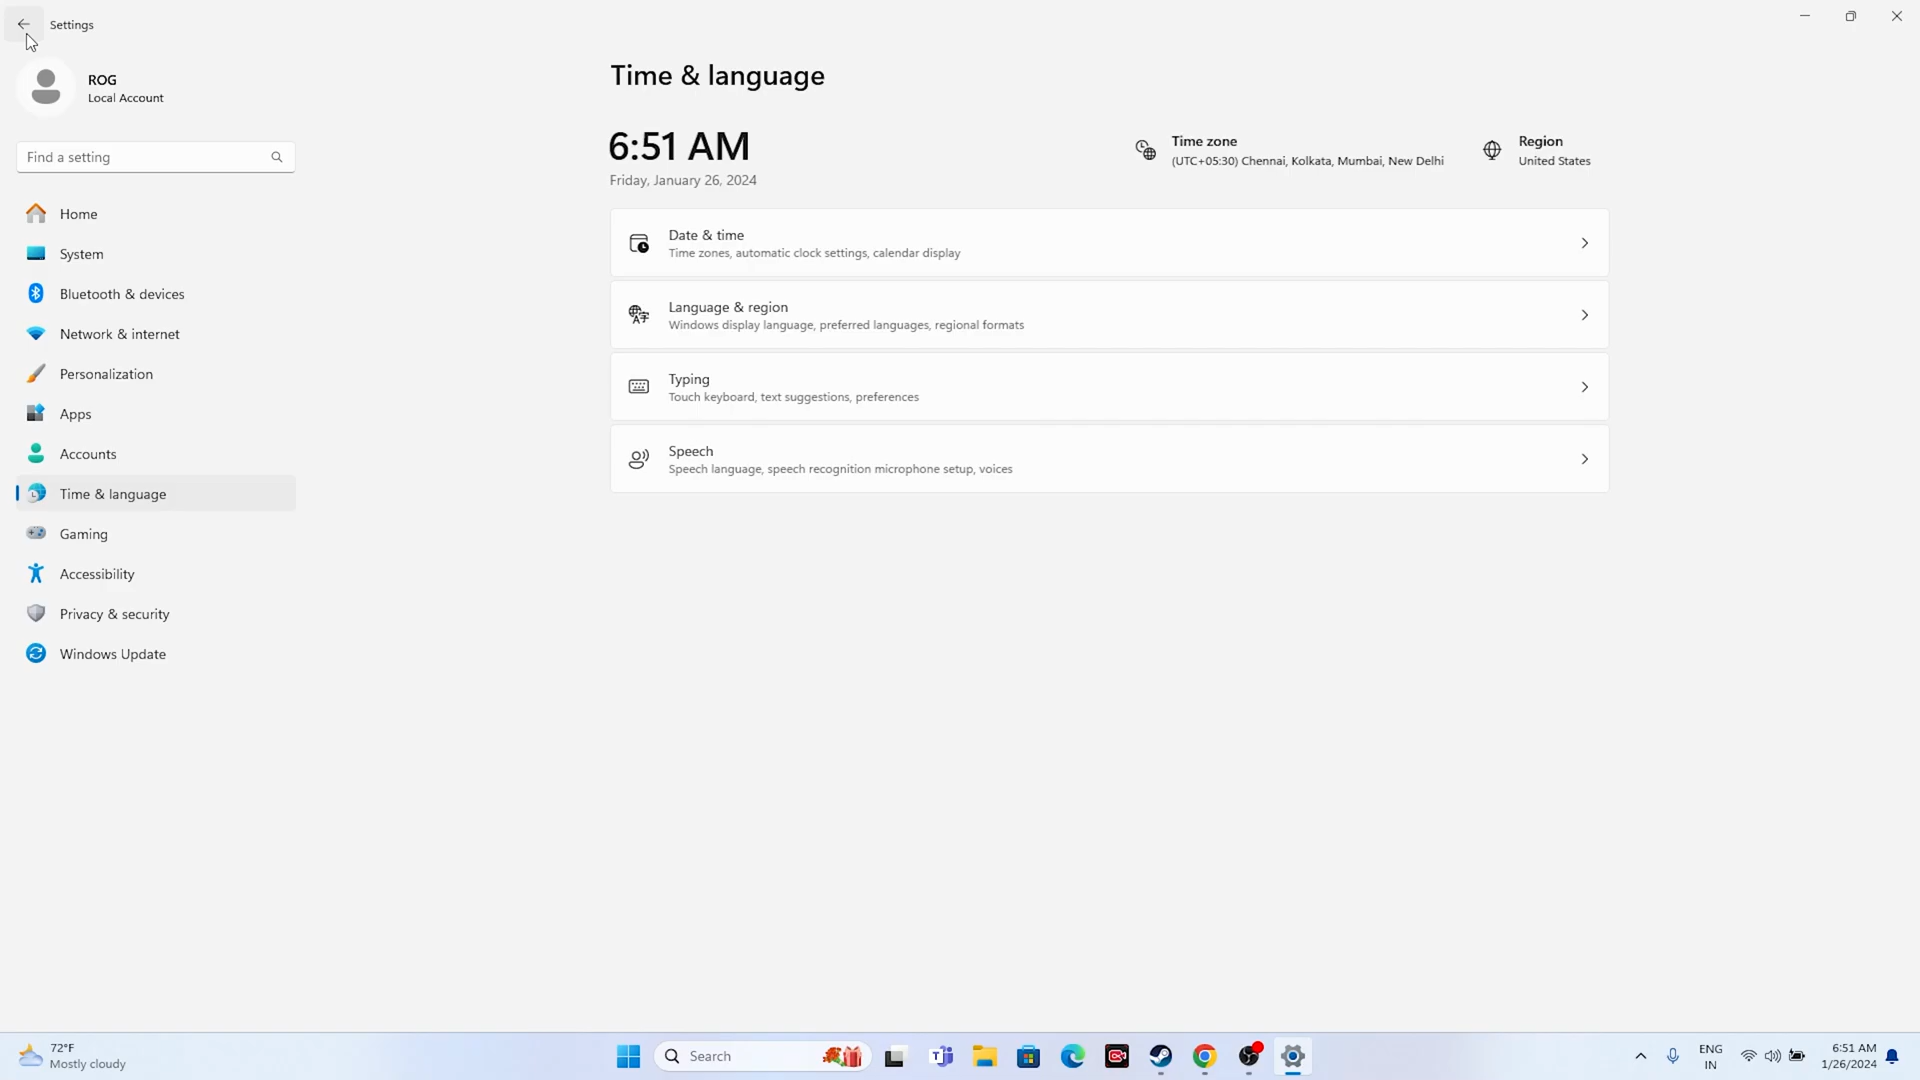 Settings
ROG
Local Account
Find a setting
Home
System
Bluetooth & devices
Network & internet
Personalization
Apps
Accounts
Time & language
Gaming
Accessibility
Privacy & security
Windows Update
Time & language
6:51 AM
Friday, January 26, 2024
Time zone
(UTC+05:30) Chennai, Kolkata, Mumbai, New Delhi
Region
United States
Date & time
Time zones, automatic clock settings, calendar display
Language & region
Windows display language, preferred languages, regional formats
Typing
Touch keyboard, text suggestions, preferences
Speech
Speech language, speech recognition microphone setup, voices
72°F
Mostly cloudy
Search
ENG
IN
6:51 AM
1/26/2024